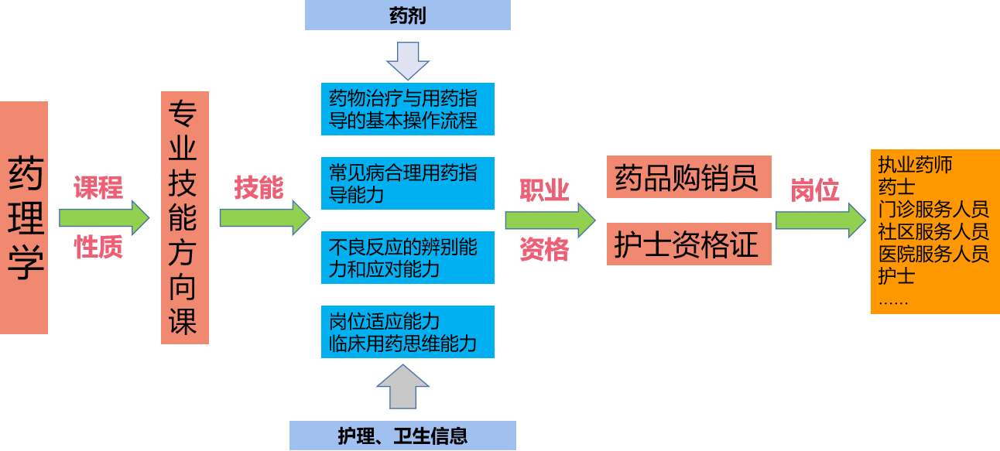 药剂
药理学
课程
性质
专业技能方向课
技能
药物治疗与用药指
导的基本操作流程
常见病合理用药指
导能力
不良反应的辨别能
力和应对能力
岗位适应能力
临床用药思维能力
护理、卫生信息
职业
资格
药品购销员
护士资格证
岗位
执业药师
药士
门诊服务人员
社区服务人员
医院服务人员
护士
……